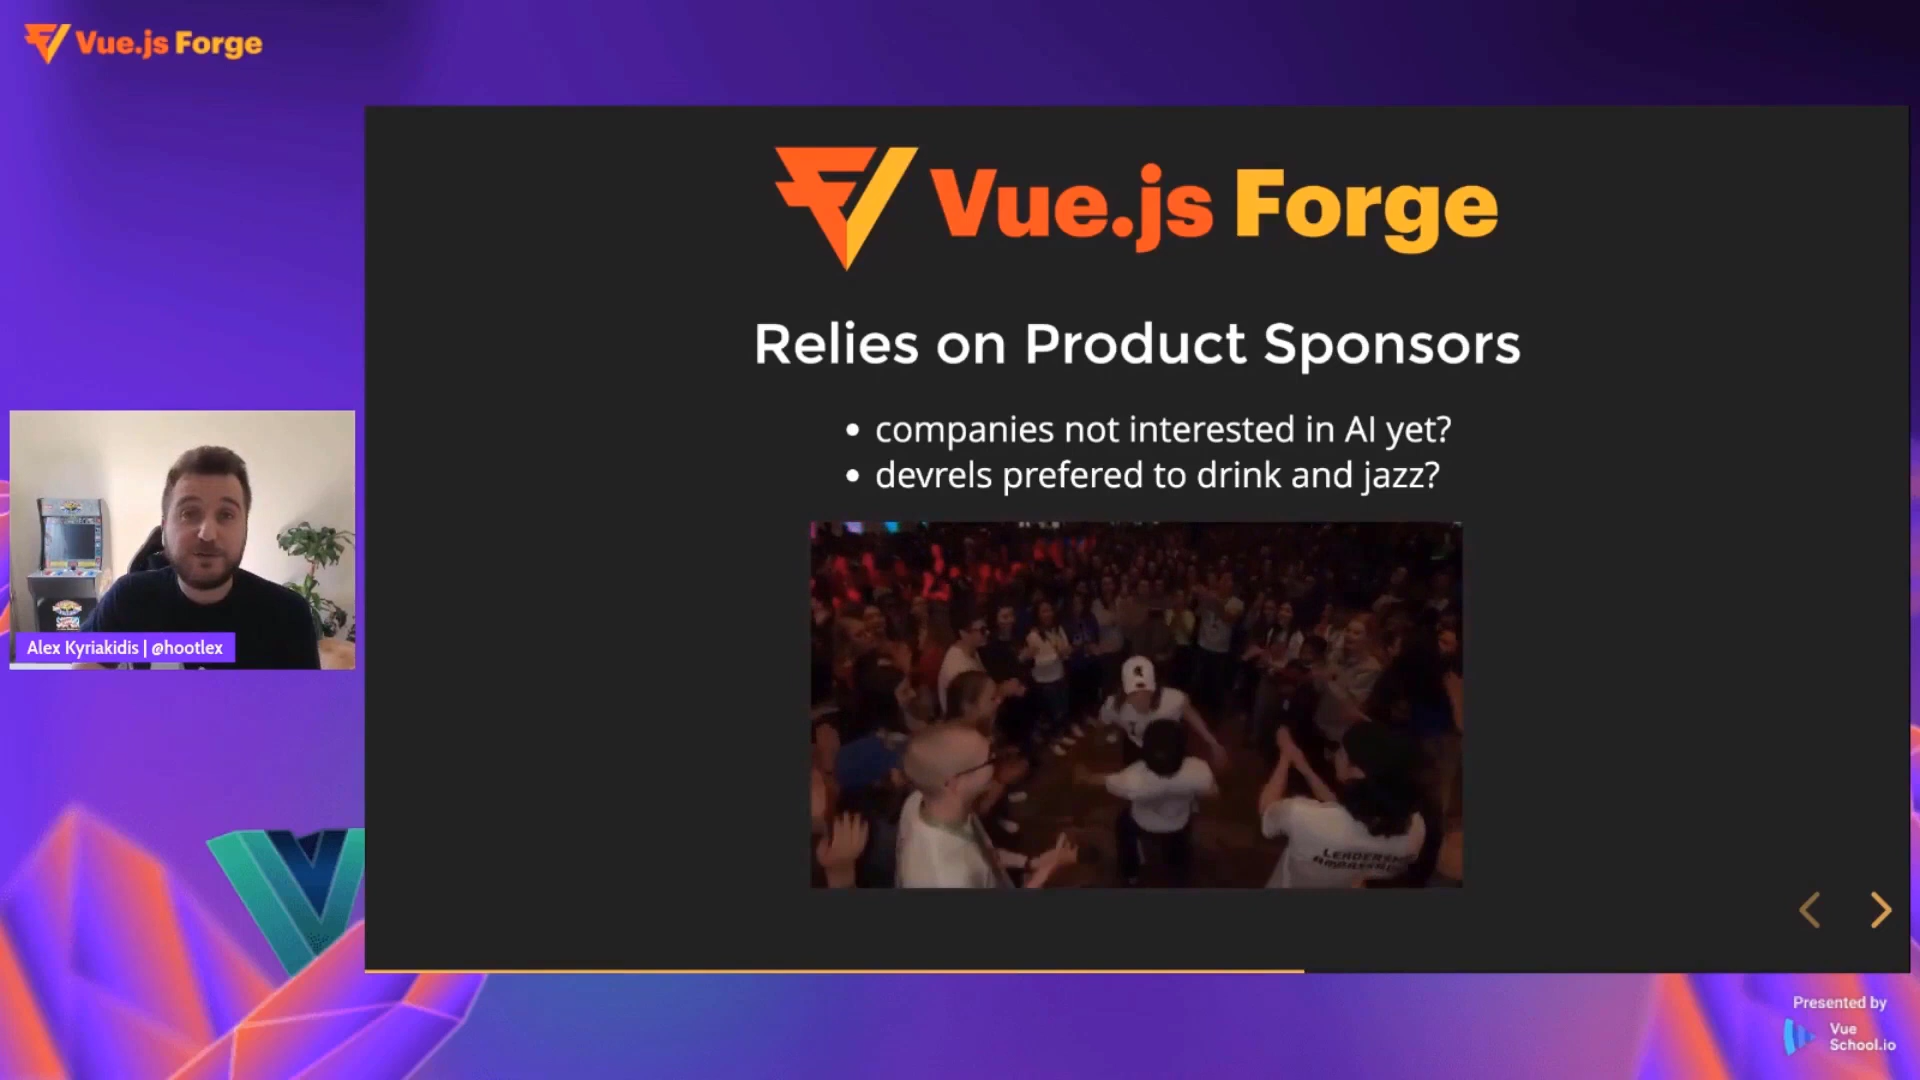 Vue.js Forge
Vue.js Forge
Relies on Product Sponsors
• companies not interested in AI yet?
• devrels prefered to drink and jazz?
Alex Kyriakidis | @hootlex
Presented by
Vue
School.io